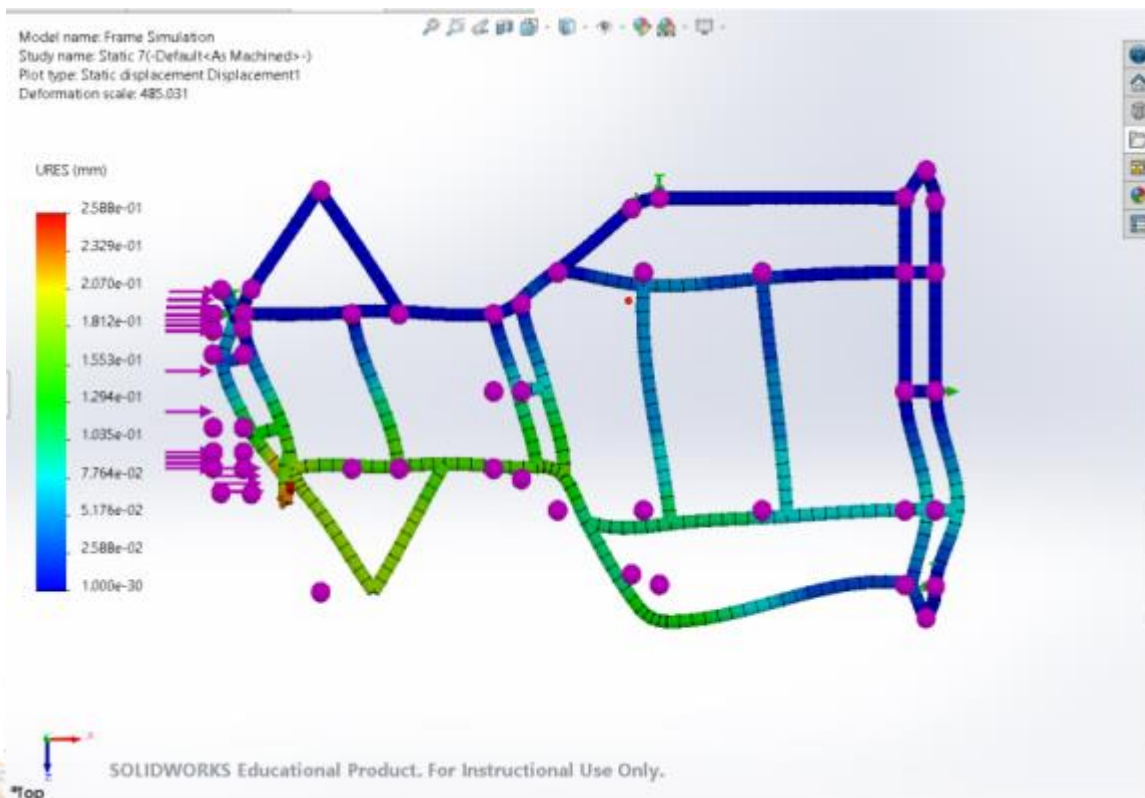 Model name: Frame Simulation
Study name: Static 7(-Default<As Machined>-)
Plot type: Static displacement Displacement1
Deformation scale: 485.031
URES (mm)
2.588e-01
2.329e-01
2.070e-01
1.812e-01
1.553e-01
1.294e-01
1.035e-01
7.764e-02
5.176e-02
2.588e-02
1.000e-30
SOLIDWORKS Educational Product. For Instructional Use Only.
*Top